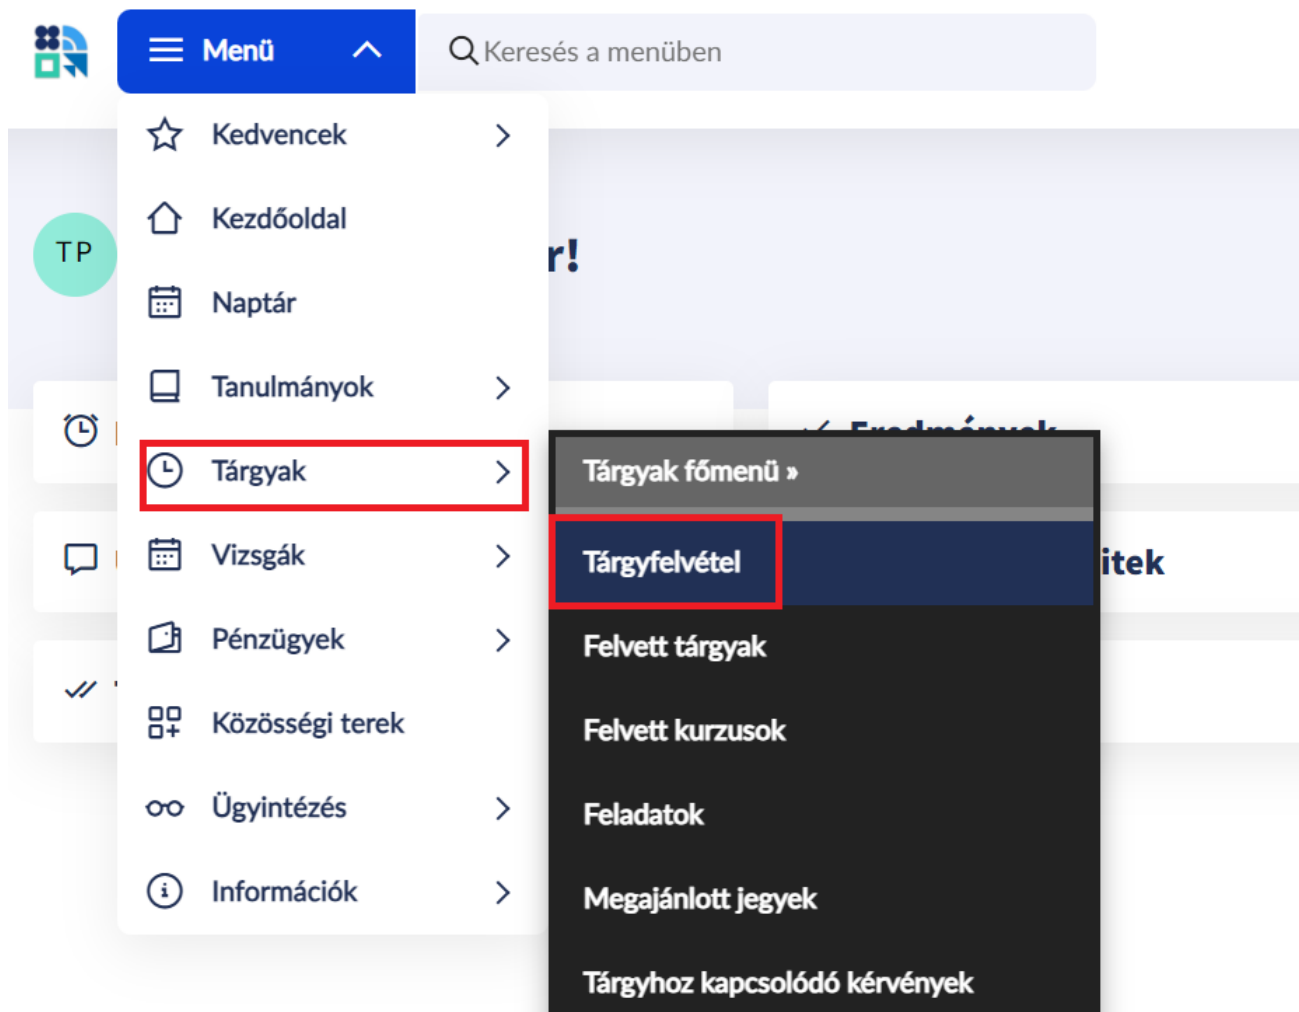 Menü
Keresés a menüben
Kedvencek
Kezdőoldal
TP
r!
Naptár
Tanulmányok
Eredmények
Tárgyak
Tárgyak főmenü »
Vizsgák
Tárgyfelvétel
itek
Pénzügyek
Felvett tárgyak
Közösségi terek
Felvett kurzusok
Ügyintézés
Feladatok
Információk
Megajánlott jegyek
Tárgyhoz kapcsolódó kérvények